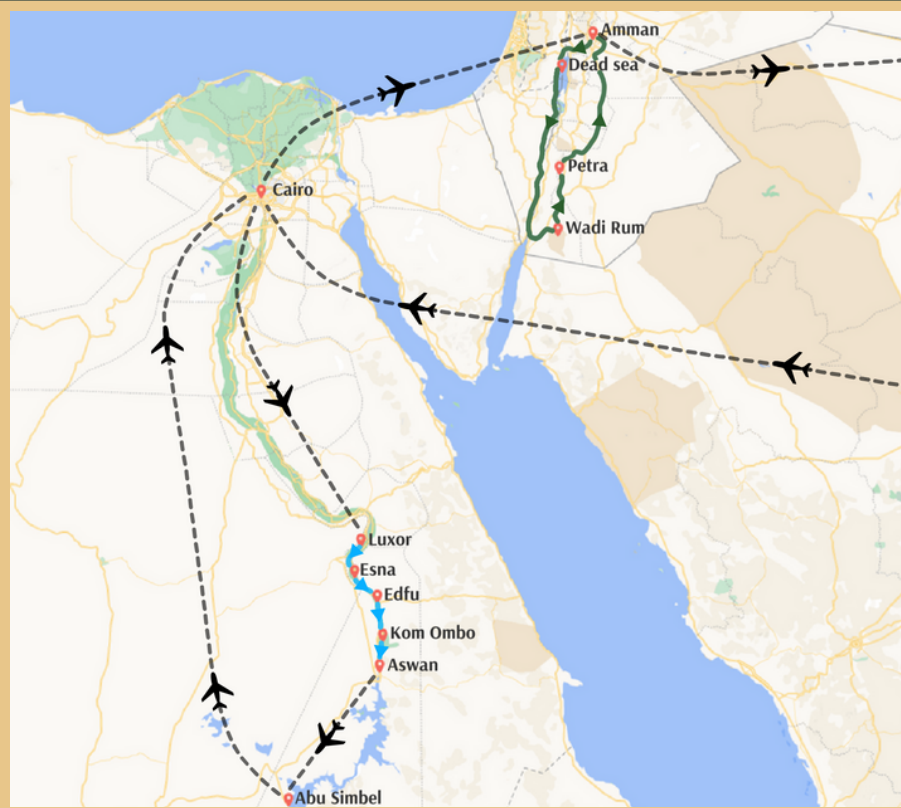 Amman
Dead sea
Petra
Cairo
Wadi Rum
Luxor
Esna
Edfu
Kom Ombo
Aswan
Abu Simbel